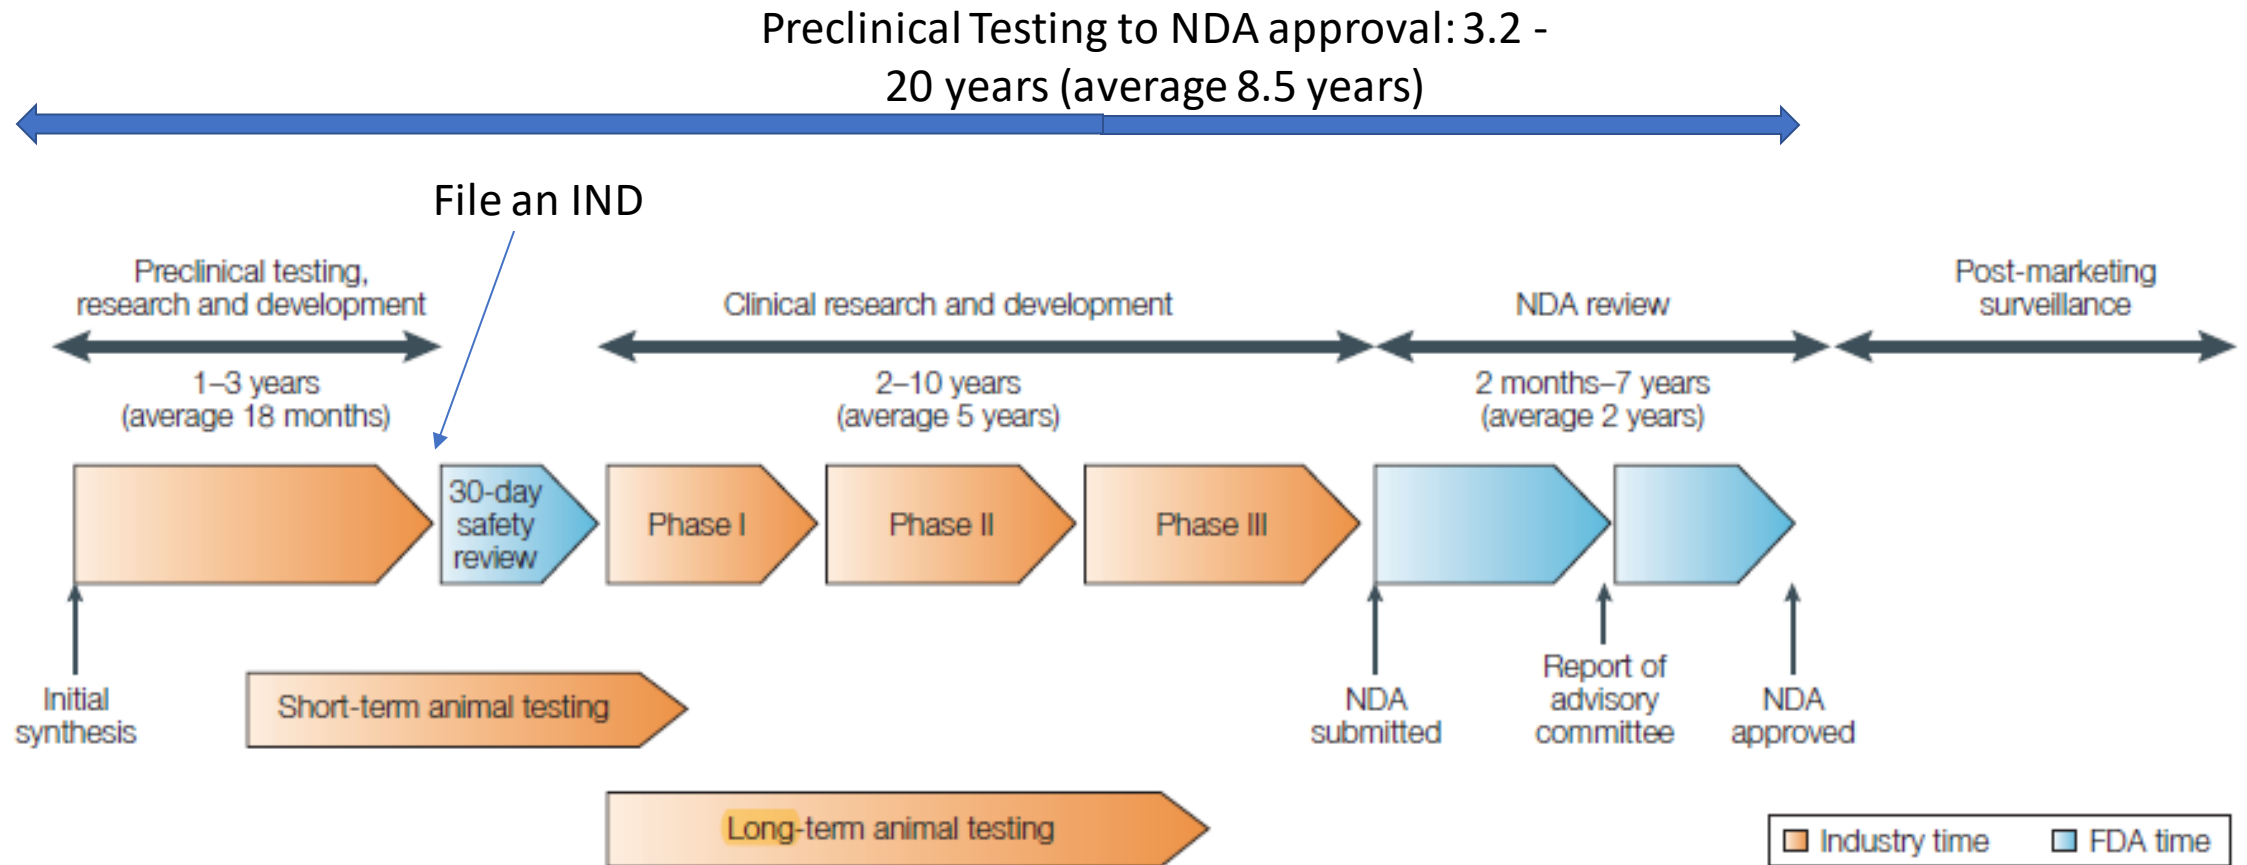 Preclinical Testing to NDA approval: 3.2 -
20 years (average 8.5 years)
File an IND
Preclinical testing,
research and development
1–3 years
(average 18 months)
Clinical research and development
2–10 years
(average 5 years)
NDA review
2 months–7 years
(average 2 years)
Post-marketing
surveillance
30-day
safety
review
Phase I
Phase II
Phase III
Initial
synthesis
Short-term animal testing
NDA
submitted
Report of
advisory
committee
NDA
approved
Long-term animal testing
Industry time
FDA time